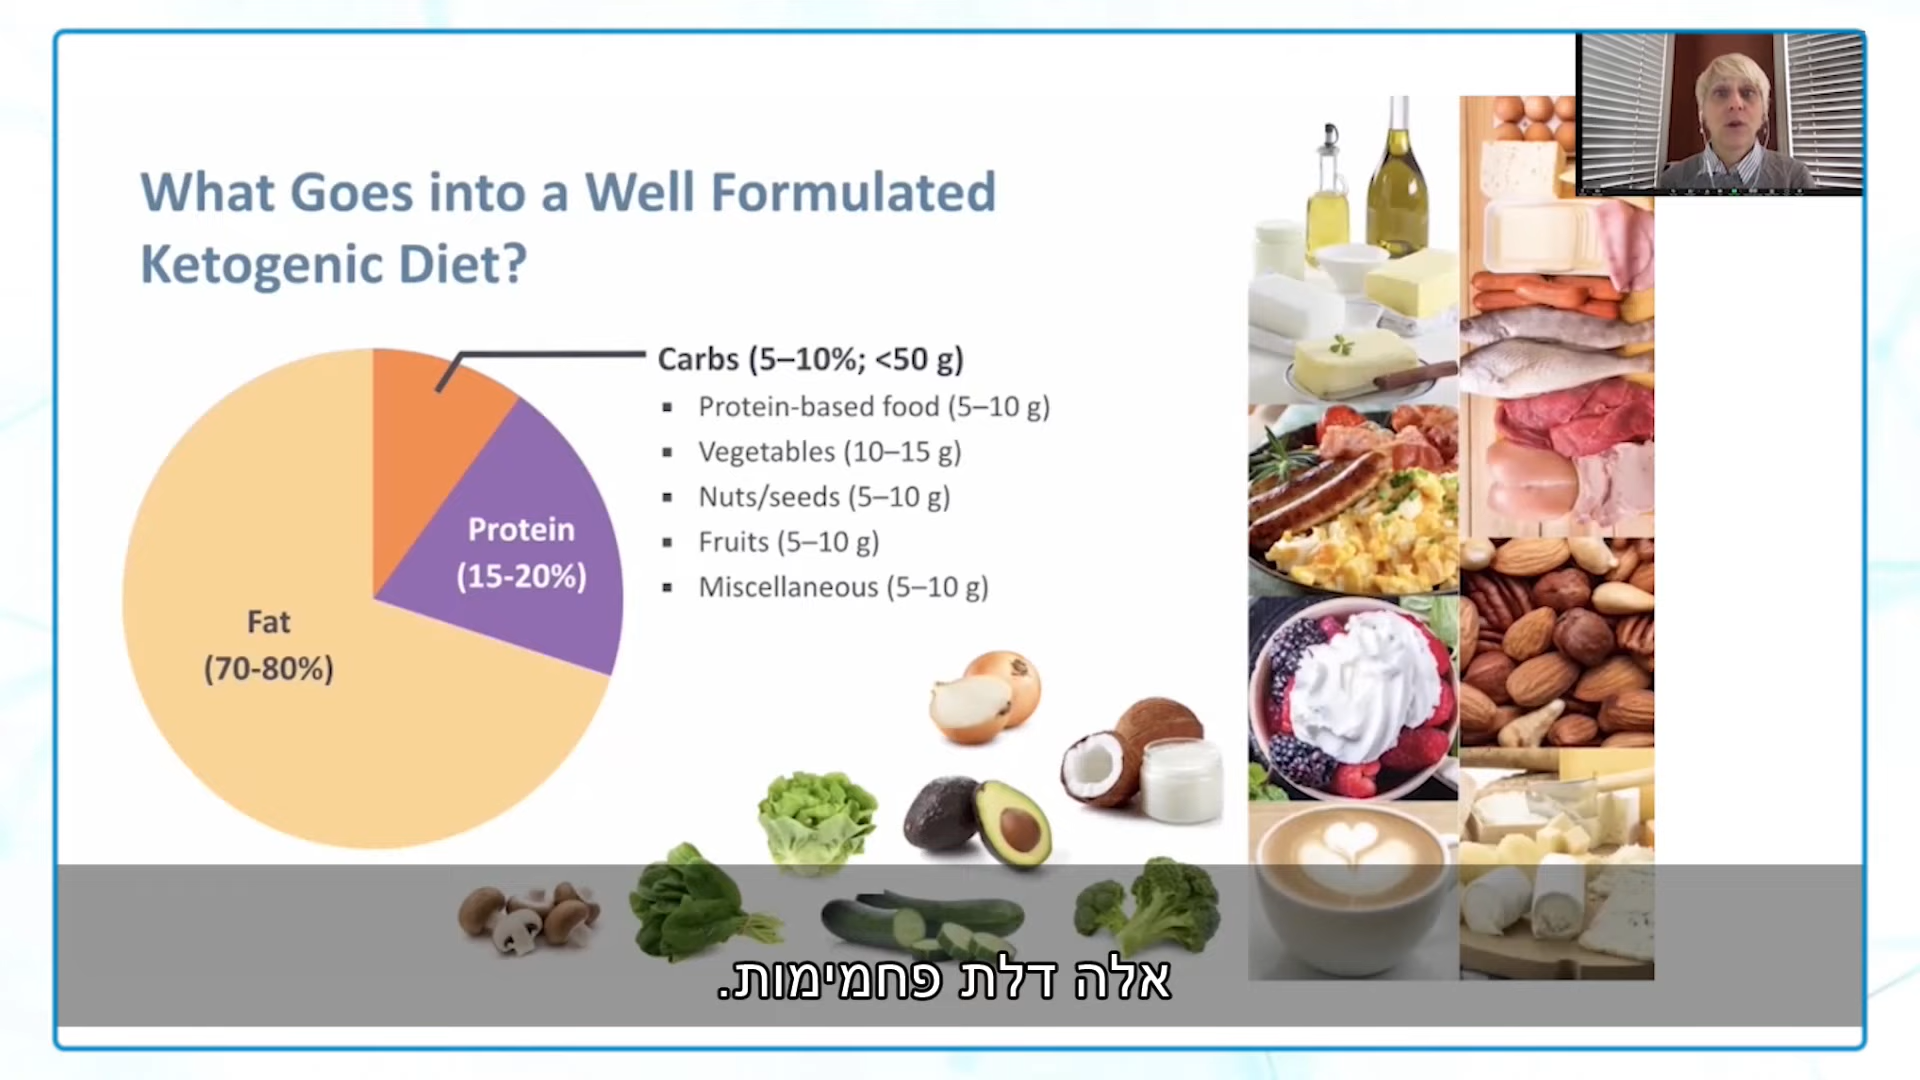 What Goes into a Well Formulated
Ketogenic Diet?
Carbs (5–10%; <50 g)
▪ Protein-based food (5–10 g)
▪ Vegetables (10–15 g)
▪ Nuts/seeds (5–10 g)
▪ Fruits (5–10 g)
▪ Miscellaneous (5–10 g)
Protein
(15-20%)
Fat
(70-80%)
אלה דלת פחמימות.